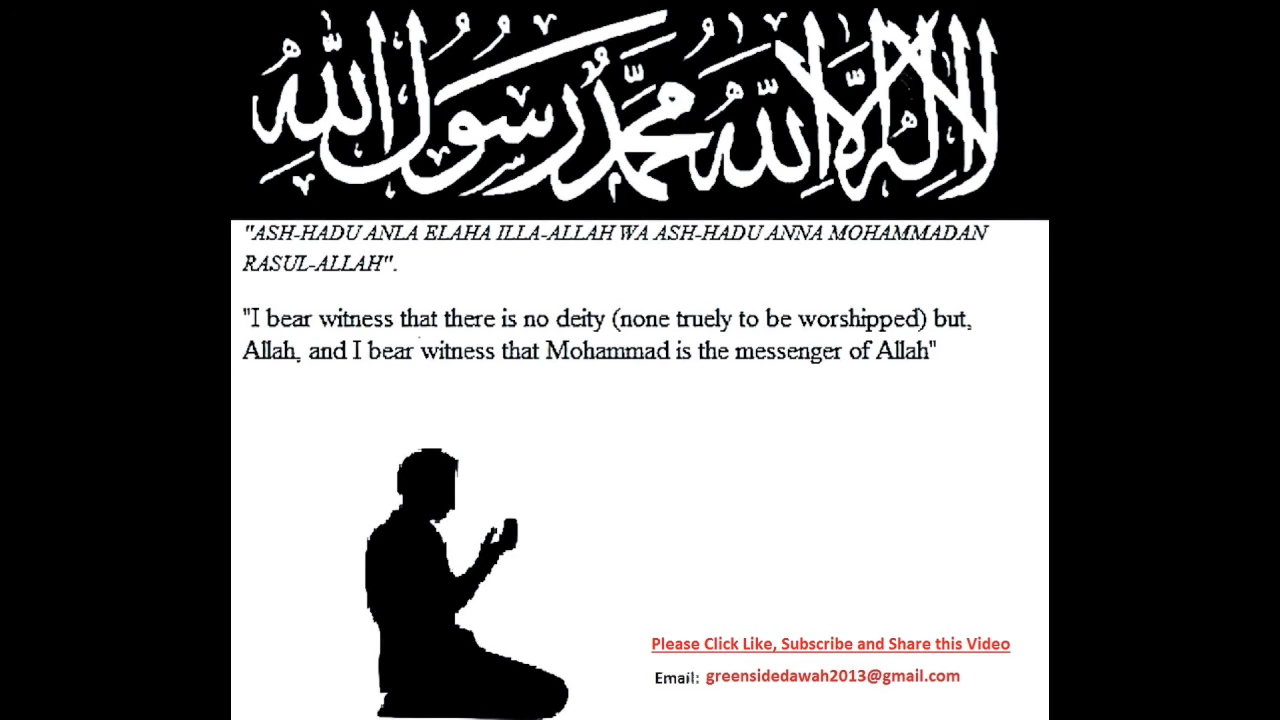 لا إله إلا الله محمد رسول الله
"ASH-HADU ANLA ELAHA ILLA-ALLAH WA ASH-HADU ANNA MOHAMMADAN
RASUL-ALLAH".
"I bear witness that there is no deity (none truely to be worshipped) but,
Allah, and I bear witness that Mohammad is the messenger of Allah"
Please Click Like, Subscribe and Share this Video
Email: greensidedawah2013@gmail.com